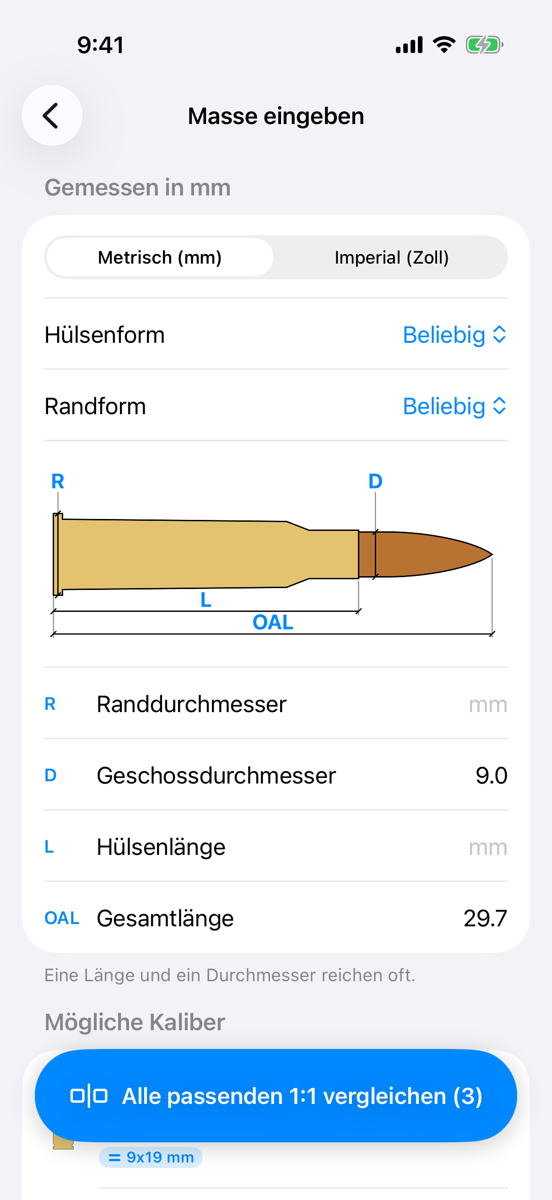 9:41
Masse eingeben
Gemessen in mm
Metrisch (mm) Imperial (Zoll)
Hülsenform Beliebig
Randform Beliebig
R D
L
OAL
R Randdurchmesser mm
D Geschossdurchmesser 9.0
L Hülsenlänge mm
OAL Gesamtlänge 29.7
Eine Länge und ein Durchmesser reichen oft.
Mögliche Kaliber
Alle passenden 1:1 vergleichen (3)
= 9x19 mm